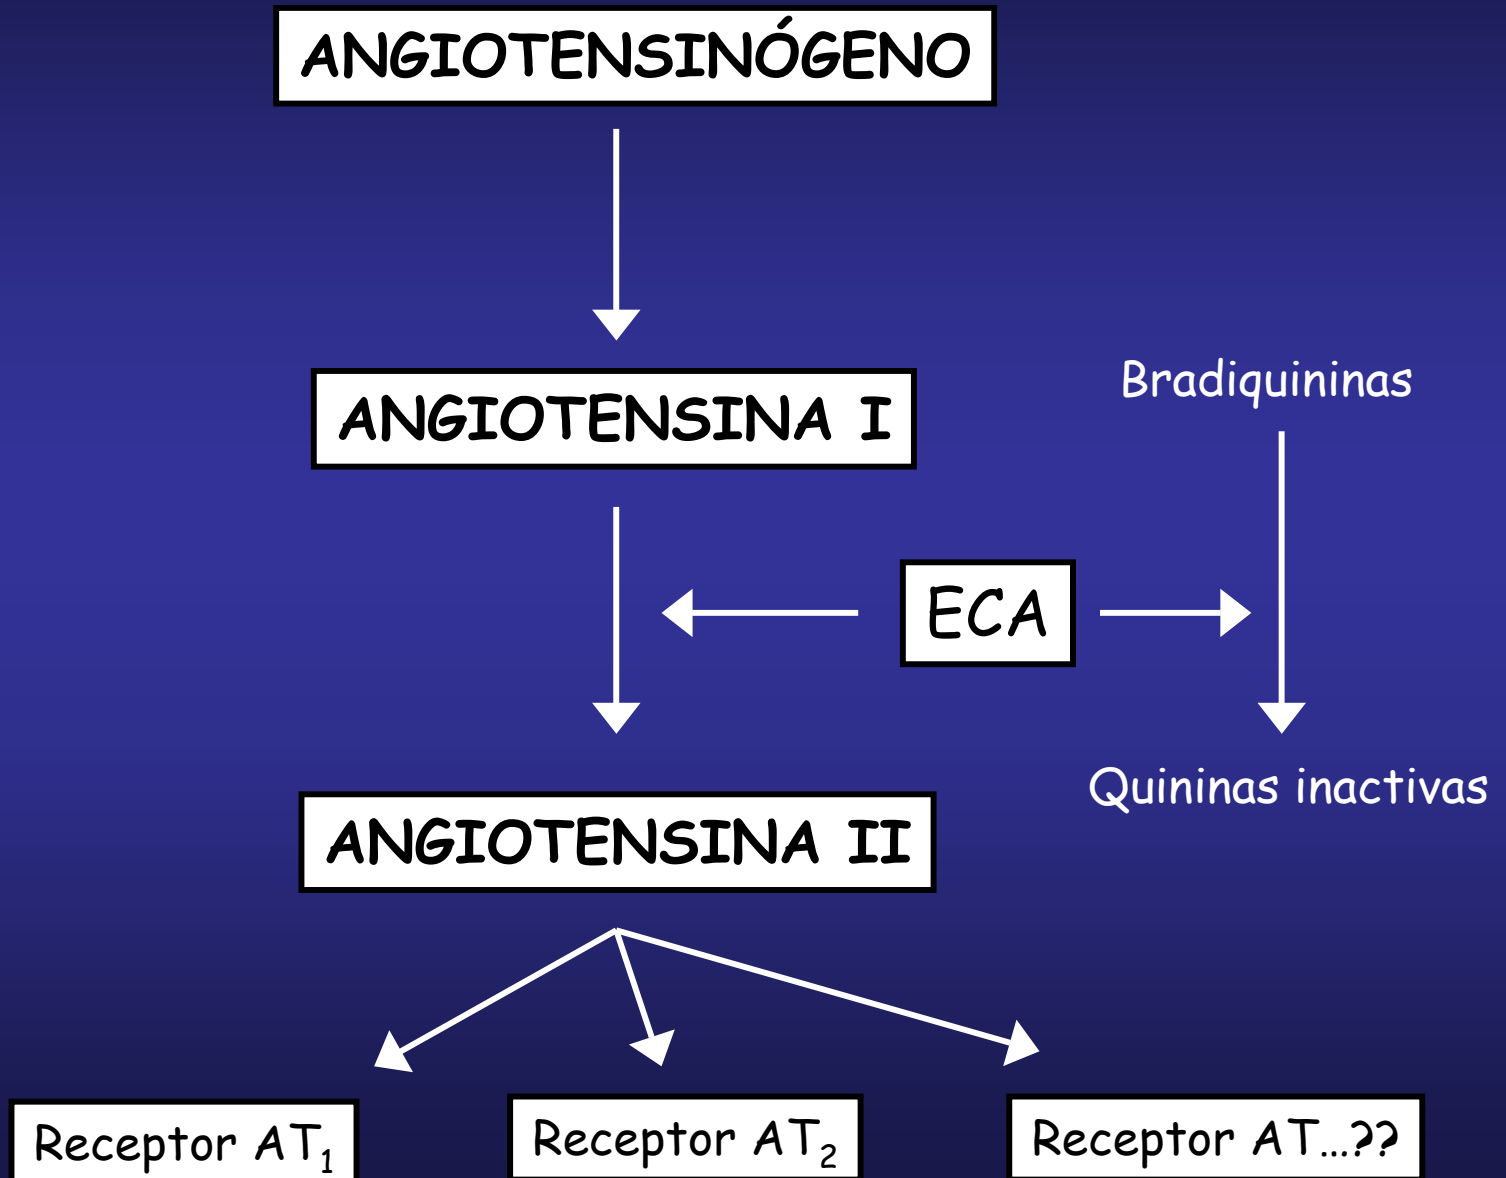 ANGIOTENSINÓGENO
ANGIOTENSINA I
Bradiquininas
ECA
Quininas inactivas
ANGIOTENSINA II
Receptor AT₁
Receptor AT₂
Receptor AT...??